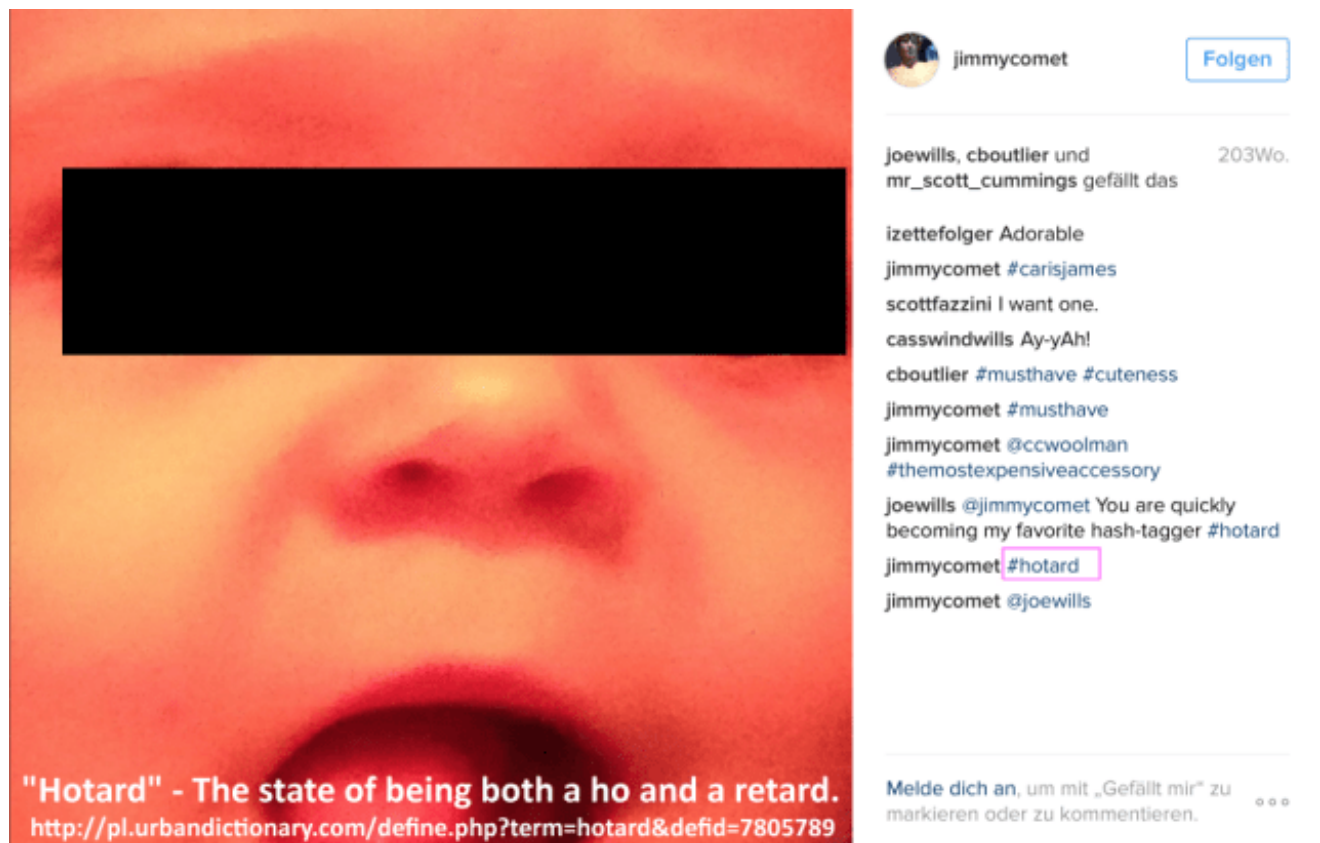 jimmycomet
Folgen
joewills, cboutlier und
203Wo.
mr_scott_cummings gefällt das
izettefolger Adorable
jimmycomet #carisjames
scottfazzini I want one.
casswindwills Ay-yAh!
cboutlier #musthave #cuteness
jimmycomet #musthave
jimmycomet @ccwoolman
#themostexpensiveaccessory
joewills @jimmycomet You are quickly
becoming my favorite hash-tagger #hotard
jimmycomet #hotard
jimmycomet @joewills
"Hotard" - The state of being both a ho and a retard.
http://pl.urbandictionary.com/define.php?term=hotard&defid=7805789
Melde dich an, um mit „Gefällt mir“ zu
markieren oder zu kommentieren.